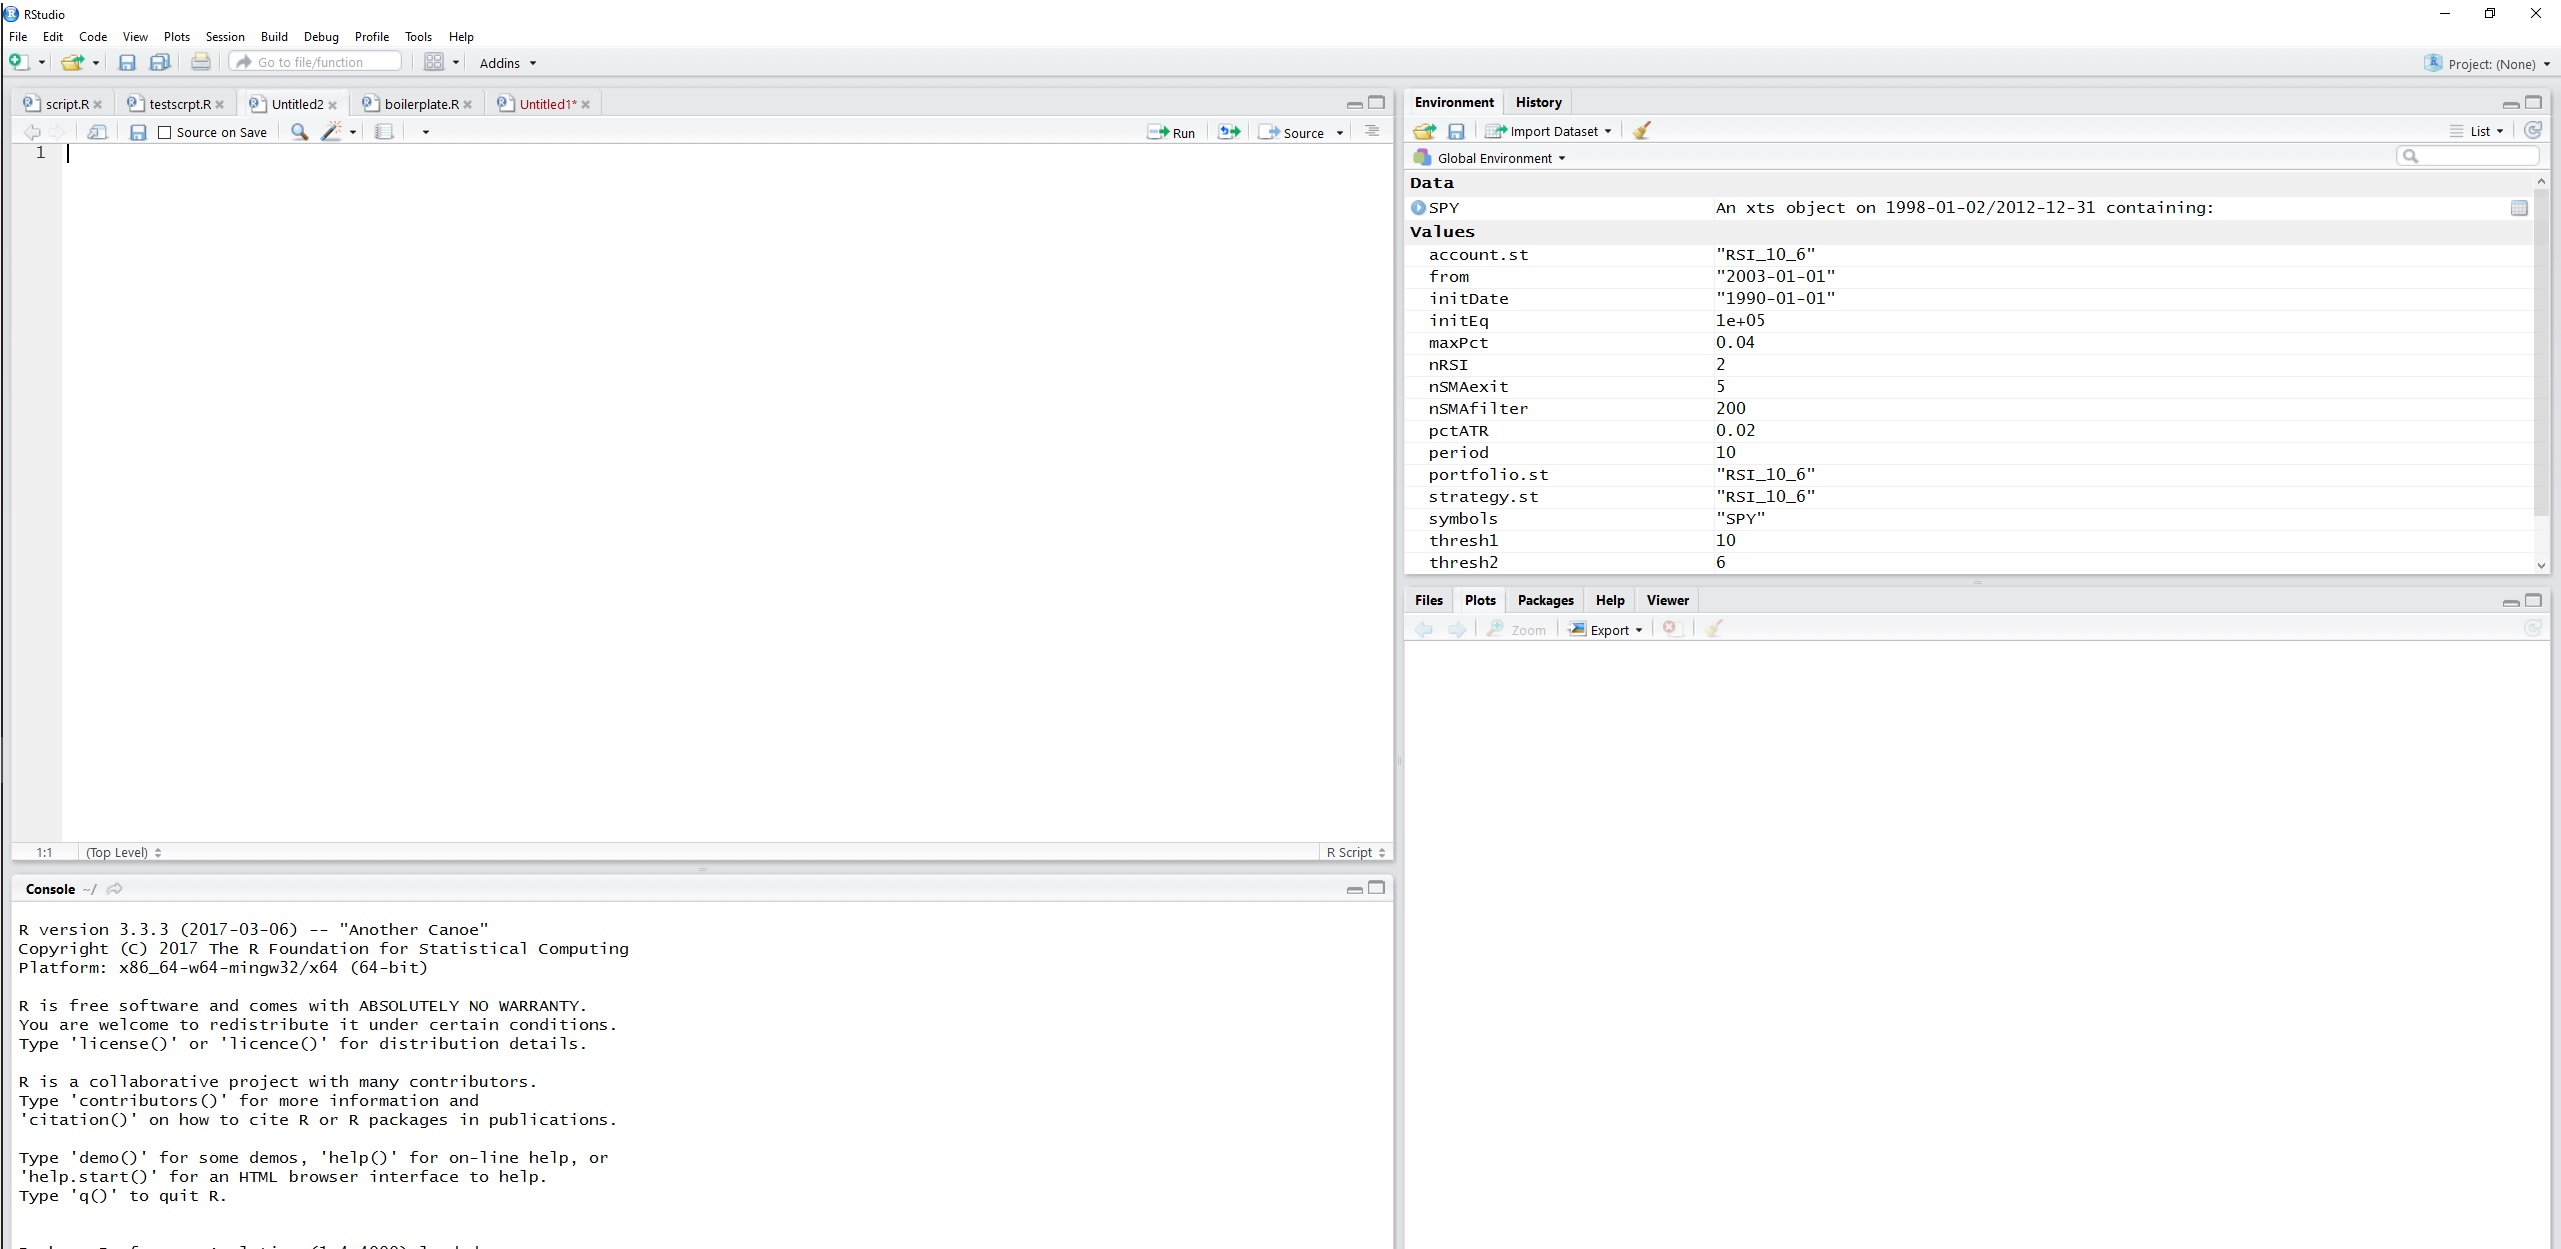 RStudio
File Edit Code View Plots Session Build Debug Profile Tools Help
Go to file/function Addins Project: (None)
script.R testscrpt.R Untitled2 boilerplate.R Untitled1*
Source on Save Run Source
1
1:1 (Top Level) R Script
Console ~/
R version 3.3.3 (2017-03-06) -- "Another Canoe"
Copyright (C) 2017 The R Foundation for Statistical Computing
Platform: x86_64-w64-mingw32/x64 (64-bit)
R is free software and comes with ABSOLUTELY NO WARRANTY.
You are welcome to redistribute it under certain conditions.
Type 'license()' or 'licence()' for distribution details.
R is a collaborative project with many contributors.
Type 'contributors()' for more information and
'citation()' on how to cite R or R packages in publications.
Type 'demo()' for some demos, 'help()' for on-line help, or
'help.start()' for an HTML browser interface to help.
Type 'q()' to quit R.
Environment History
Import Dataset List
Global Environment
Data
SPY An xts object on 1998-01-02/2012-12-31 containing:
Values
account.st "RSI_10_6"
from "2003-01-01"
initDate "1990-01-01"
initEq 1e+05
maxPct 0.04
nRSI 2
nSMAexit 5
nSMAfilter 200
pctATR 0.02
period 10
portfolio.st "RSI_10_6"
strategy.st "RSI_10_6"
symbols "SPY"
thresh1 10
thresh2 6
Files Plots Packages Help Viewer
Zoom Export